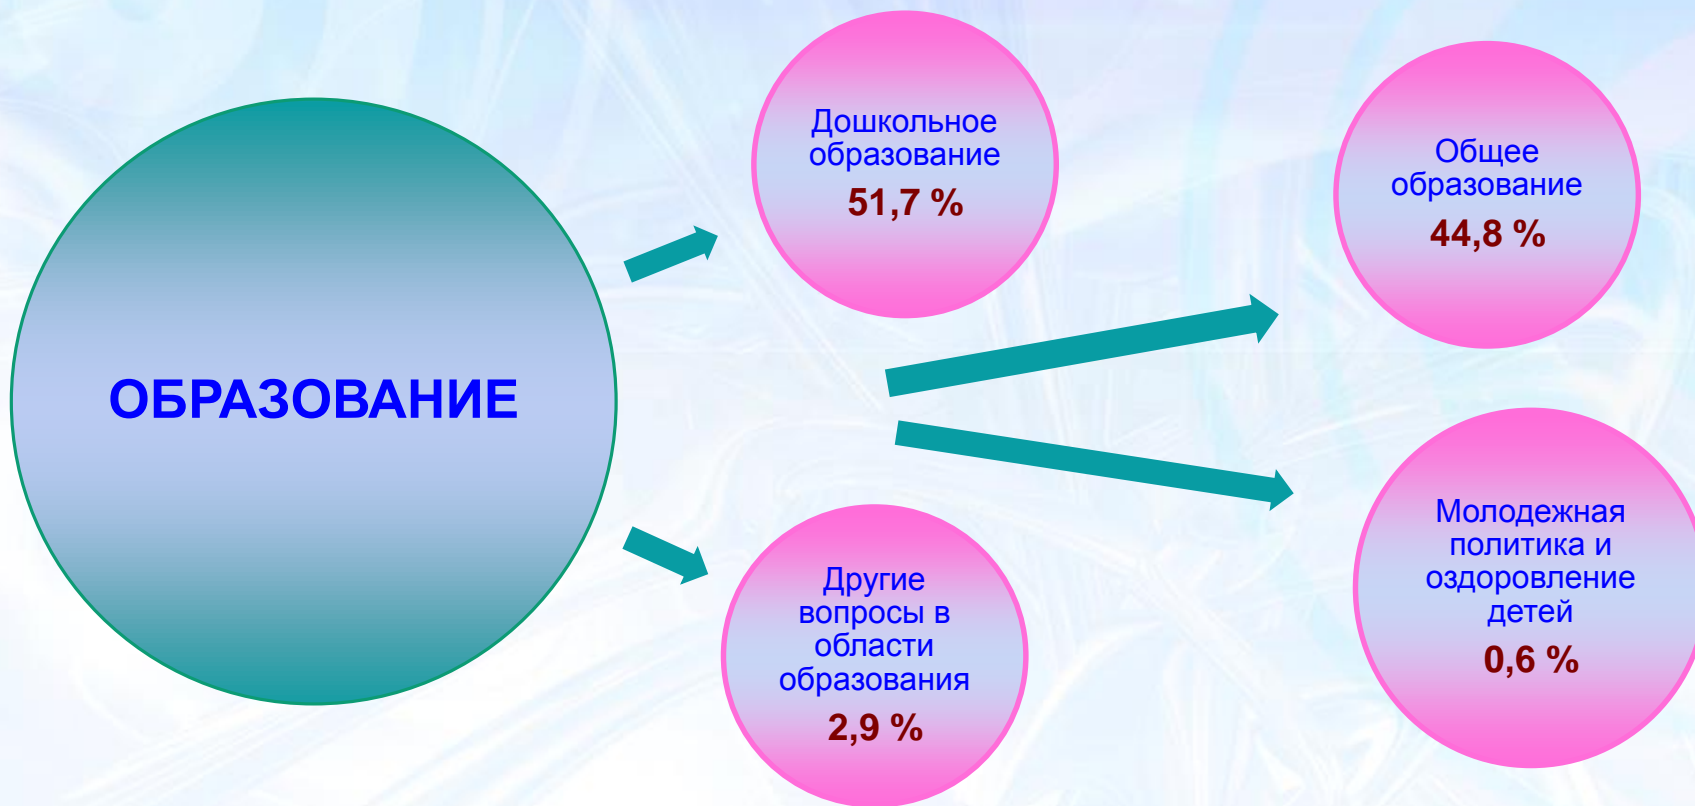 ОБРАЗОВАНИЕ
Дошкольное
образование
51,7 %
Общее
образование
44,8 %
Другие
вопросы в
области
образования
2,9 %
Молодежная
политика и
оздоровление
детей
0,6 %